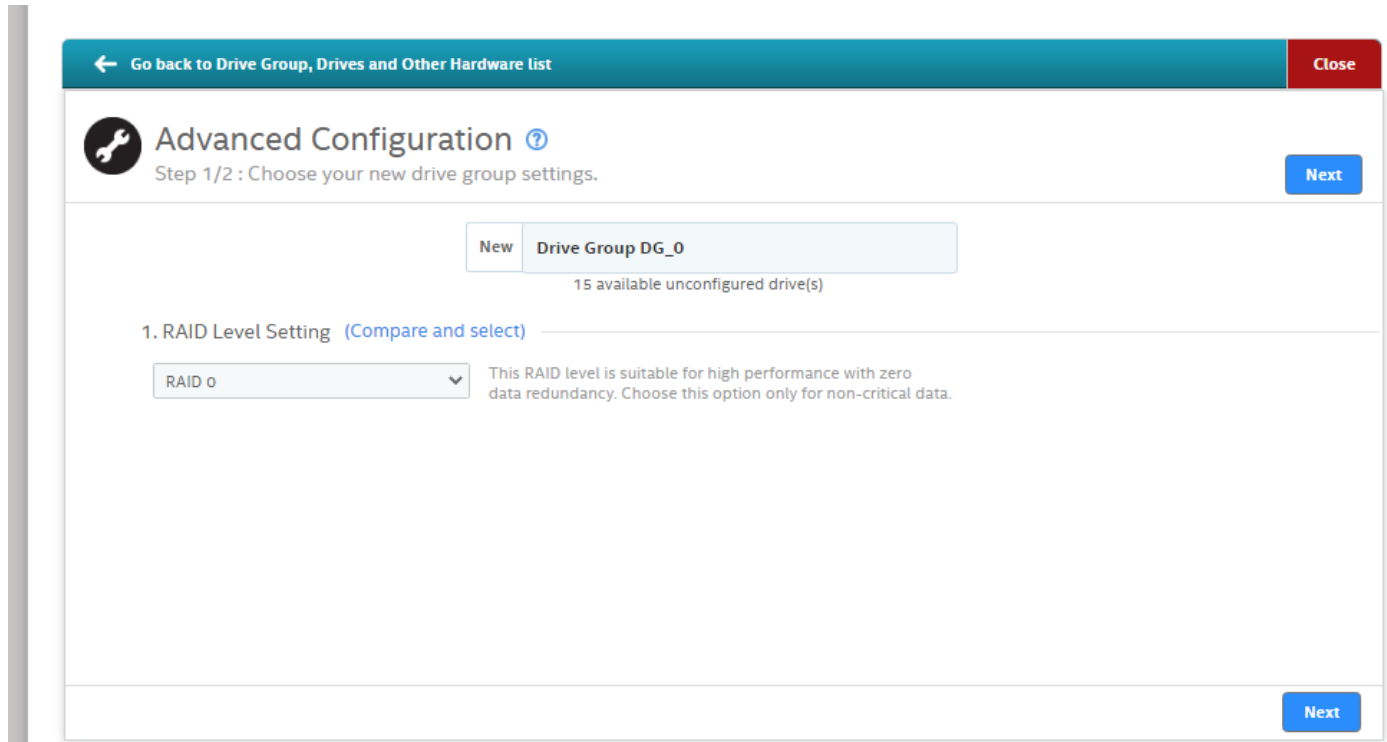 Go back to Drive Group, Drives and Other Hardware list
Close
Advanced Configuration ?
Step 1/2 : Choose your new drive group settings.
Next
New
Drive Group DG_0
15 available unconfigured drive(s)
1. RAID Level Setting (Compare and select)
RAID 0
This RAID level is suitable for high performance with zero
data redundancy. Choose this option only for non-critical data.
Next